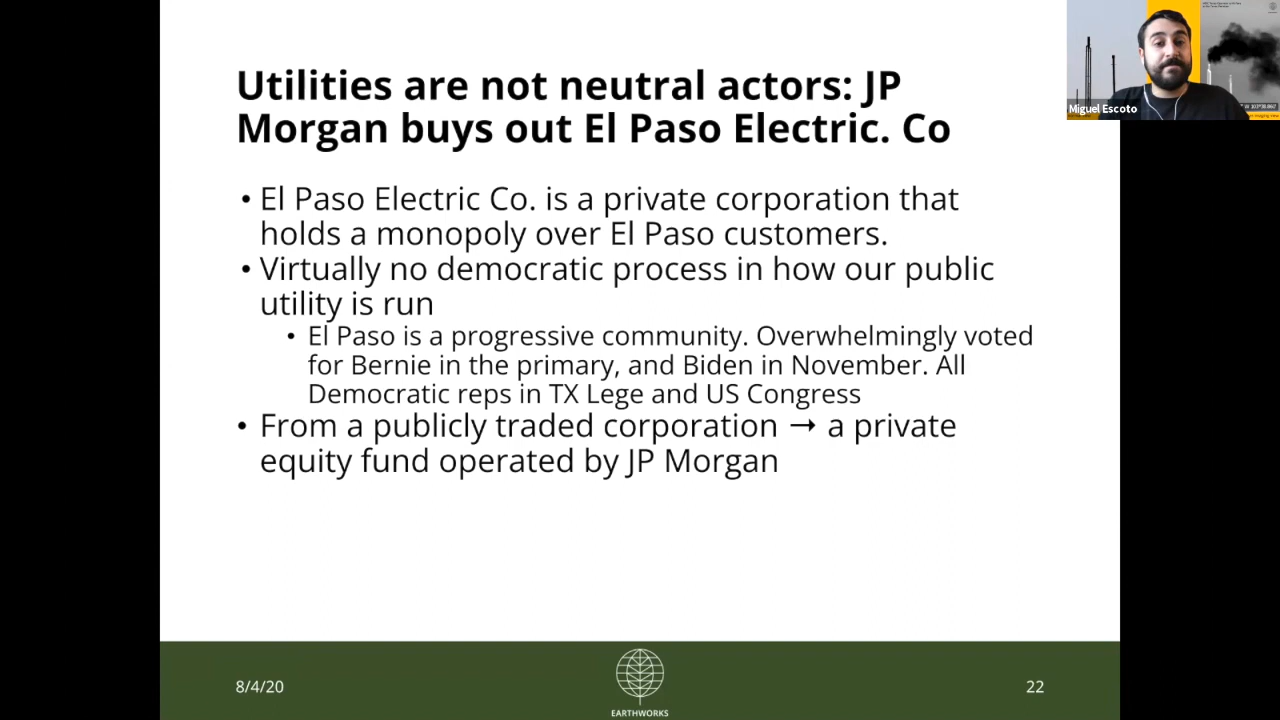 Utilities are not neutral actors: JP
Morgan buys out El Paso Electric. Co
• El Paso Electric Co. is a private corporation that
holds a monopoly over El Paso customers.
• Virtually no democratic process in how our public
utility is run
• El Paso is a progressive community. Overwhelmingly voted
for Bernie in the primary, and Biden in November. All
Democratic reps in TX Lege and US Congress
• From a publicly traded corporation → a private
equity fund operated by JP Morgan
8/4/20
EARTHWORKS
22
Miguel Escoto